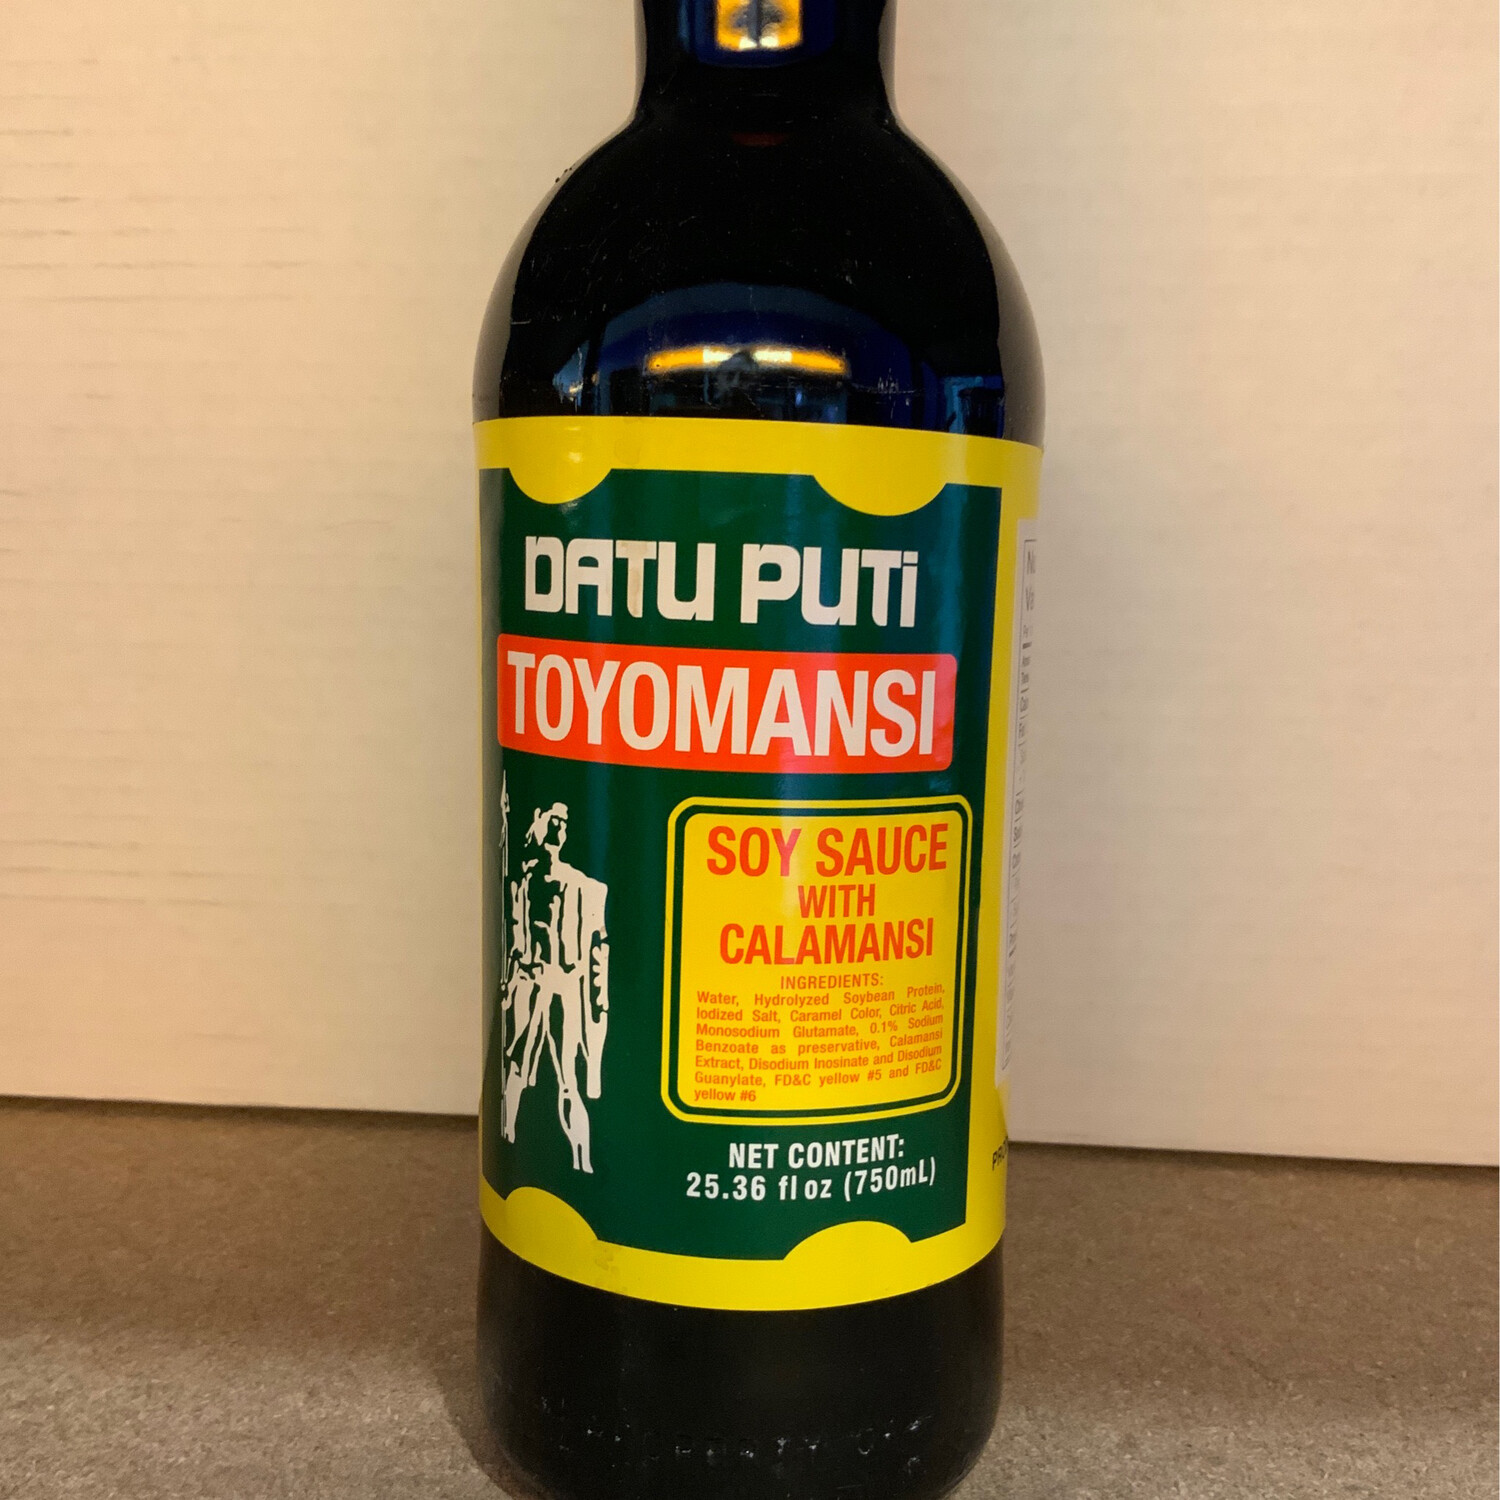 DATU PUTi
TOYOMANSI
SOY SAUCE
WITH
CALAMANSI
INGREDIENTS:
Water, Hydrolyzed Soybean Protein,
Iodized Salt, Caramel Color, Citric Acid,
Monosodium Glutamate, 0.1% Sodium
Benzoate as preservative, Calamansi
Extract, Disodium Inosinate and Disodium
Guanylate, FD&C yellow #5 and FD&C
yellow #6
NET CONTENT:
25.36 fl oz (750mL)